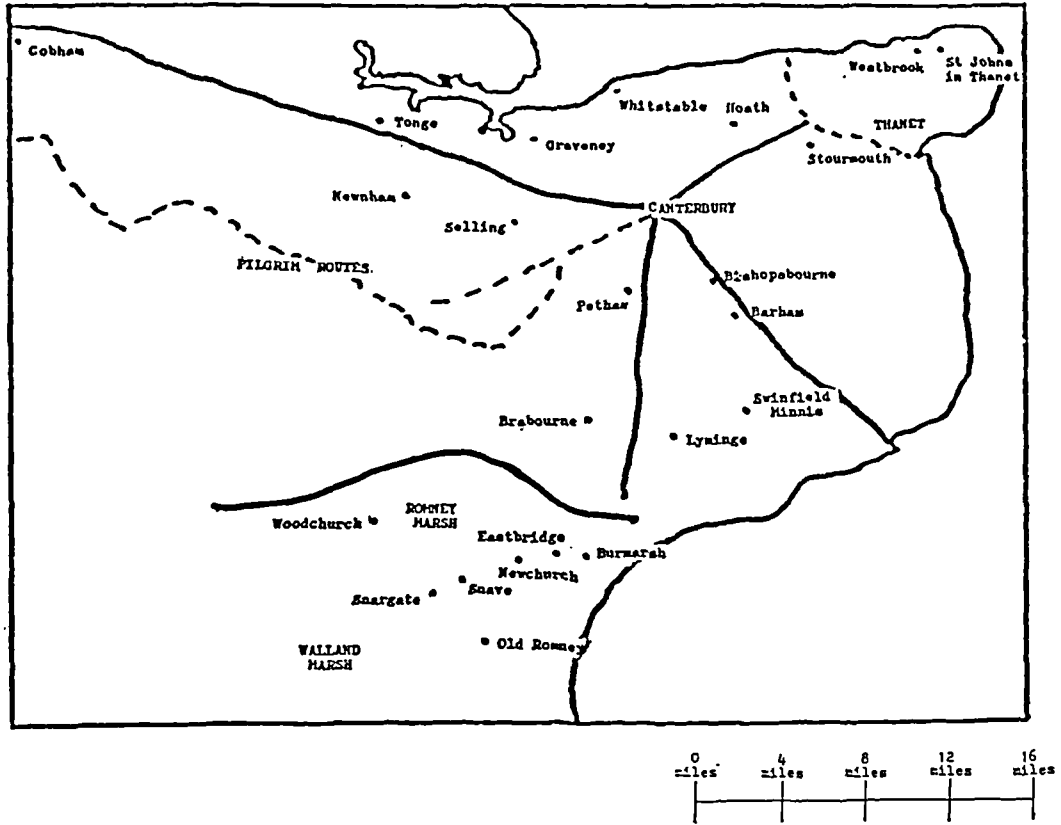 Cobham
Tonge
Graveney
Whitstable
Hoath
Westbrook
St Johns
in Thanet
THANET
Stourmouth
Newnham
Selling
CANTERBURY
PILGRIM ROUTES.
Petham
Bishopsbourne
Barham
Brabourne
Swinfield
Minnis
Lyminge
Woodchurck
ROMNEY
MARSH
Eastbridge
Burmarsh
Newchurch
Snave
Snargate
Old Romney
WALLAND
MARSH
0 4 8 12 16
miles miles miles miles miles